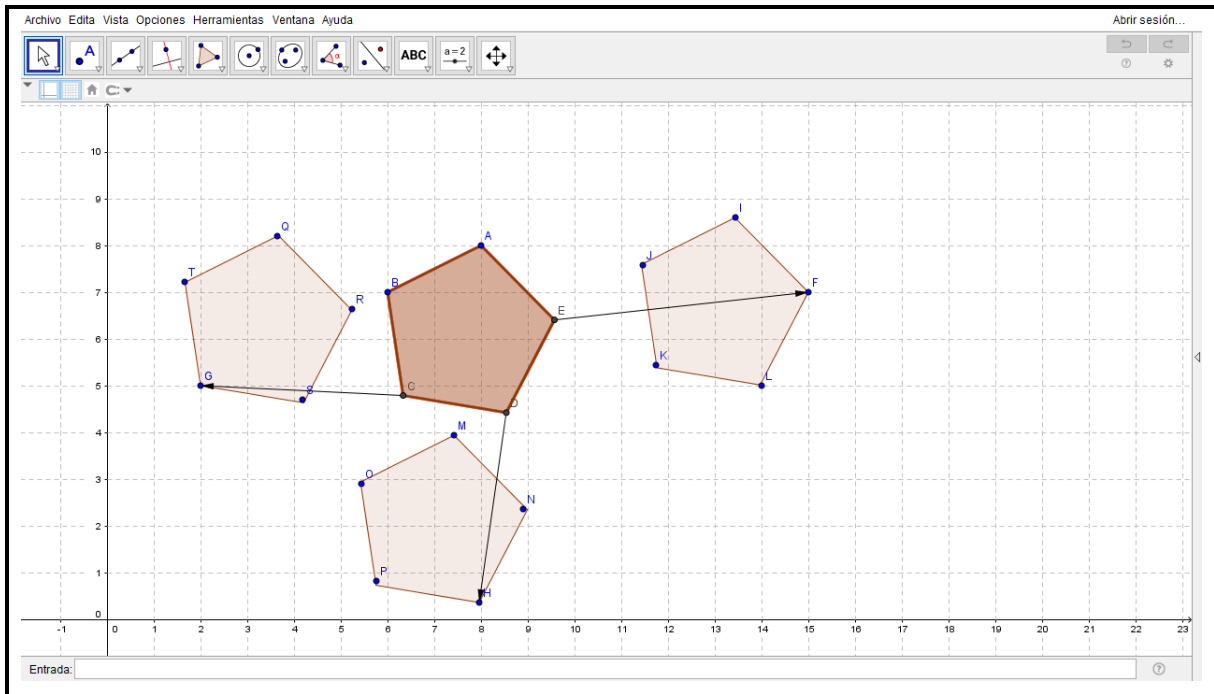 Archivo Edita Vista Opciones Herramientas Ventana Ayuda Abrir sesión...
A α ABC a=2
10
9
8
7
6
5
4
3
2
1
0
-1 0 1 2 3 4 5 6 7 8 9 10 11 12 13 14 15 16 17 18 19 20 21 22 23
I
Q
A
J
T
B
F
R
E
K
G
S
C
L
D
M
O
N
P
H
Entrada: